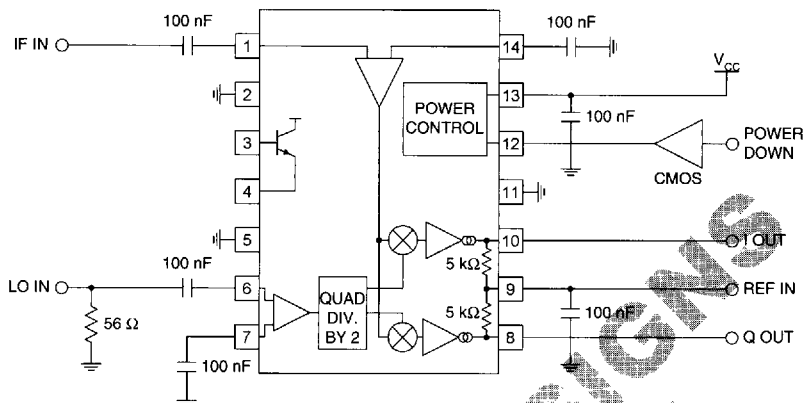 100 nF
100 nF
IF IN
1
14
V_CC
2
13
POWER CONTROL
100 nF
3
12
POWER DOWN
CMOS
4
11
5
10
I OUT
100 nF
5 kΩ
LO IN
6
9
REF IN
QUAD DIV. BY 2
5 kΩ
100 nF
56 Ω
7
8
Q OUT
100 nF
IGNS